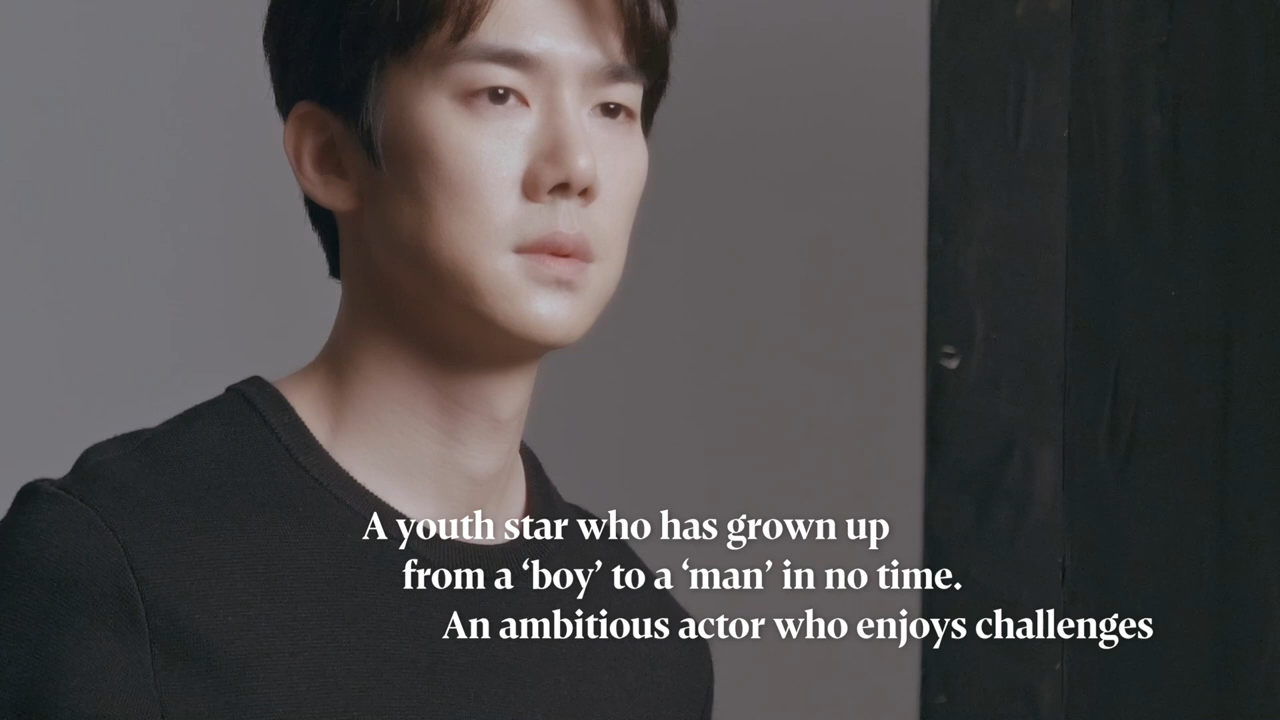 A youth star who has grown up
from a ‘boy’ to a ‘man’ in no time.
An ambitious actor who enjoys challenges